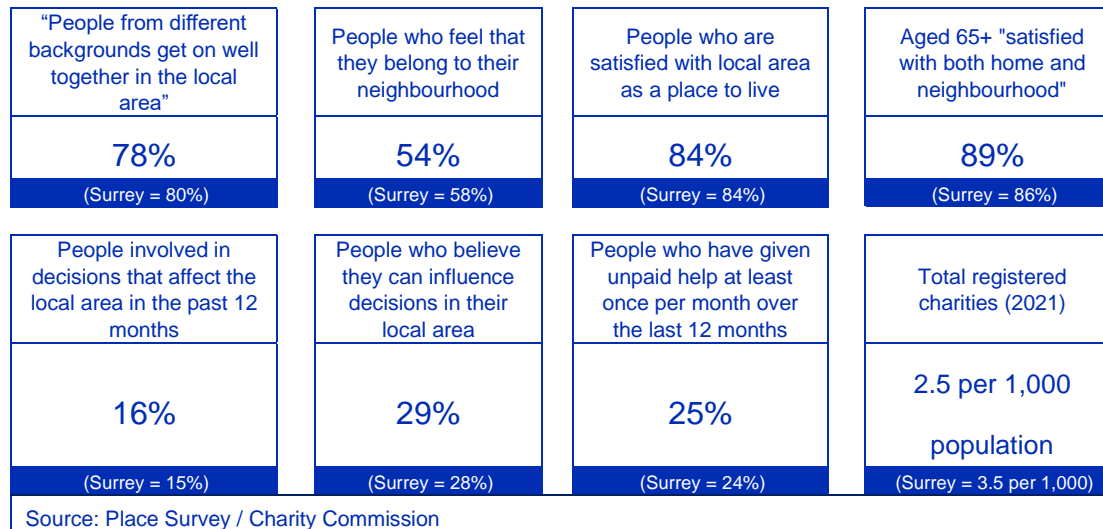 “People from different
backgrounds get on well
together in the local
area”
78%
(Surrey = 80%)
People who feel that
they belong to their
neighbourhood
54%
(Surrey = 58%)
People who are
satisfied with local area
as a place to live
84%
(Surrey = 84%)
Aged 65+ "satisfied
with both home and
neighbourhood"
89%
(Surrey = 86%)
People involved in
decisions that affect the
local area in the past 12
months
16%
(Surrey = 15%)
People who believe
they can influence
decisions in their
local area
29%
(Surrey = 28%)
People who have given
unpaid help at least
once per month over
the last 12 months
25%
(Surrey = 24%)
Total registered
charities (2021)
2.5 per 1,000
population
(Surrey = 3.5 per 1,000)
Source: Place Survey / Charity Commission